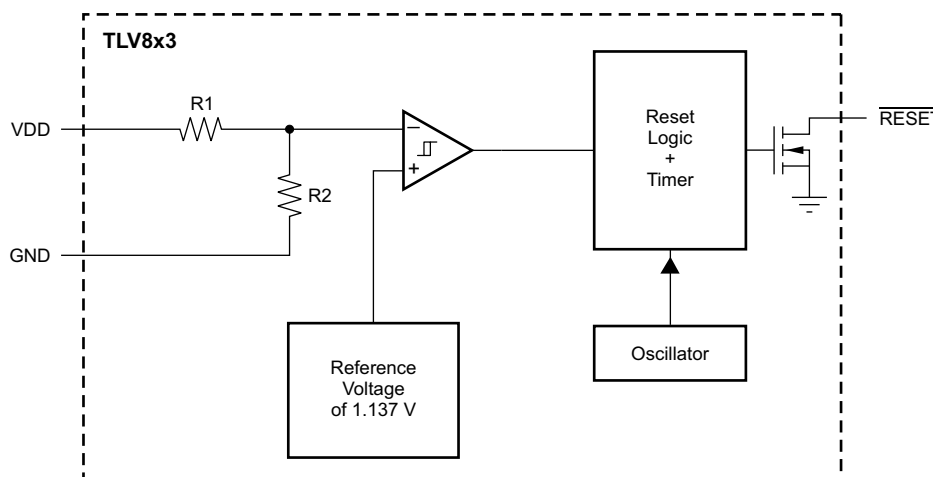 TLV8x3
R1
VDD
−
+
R2
GND
Reset
Logic
+
Timer
RESET
Reference
Voltage
of 1.137 V
Oscillator